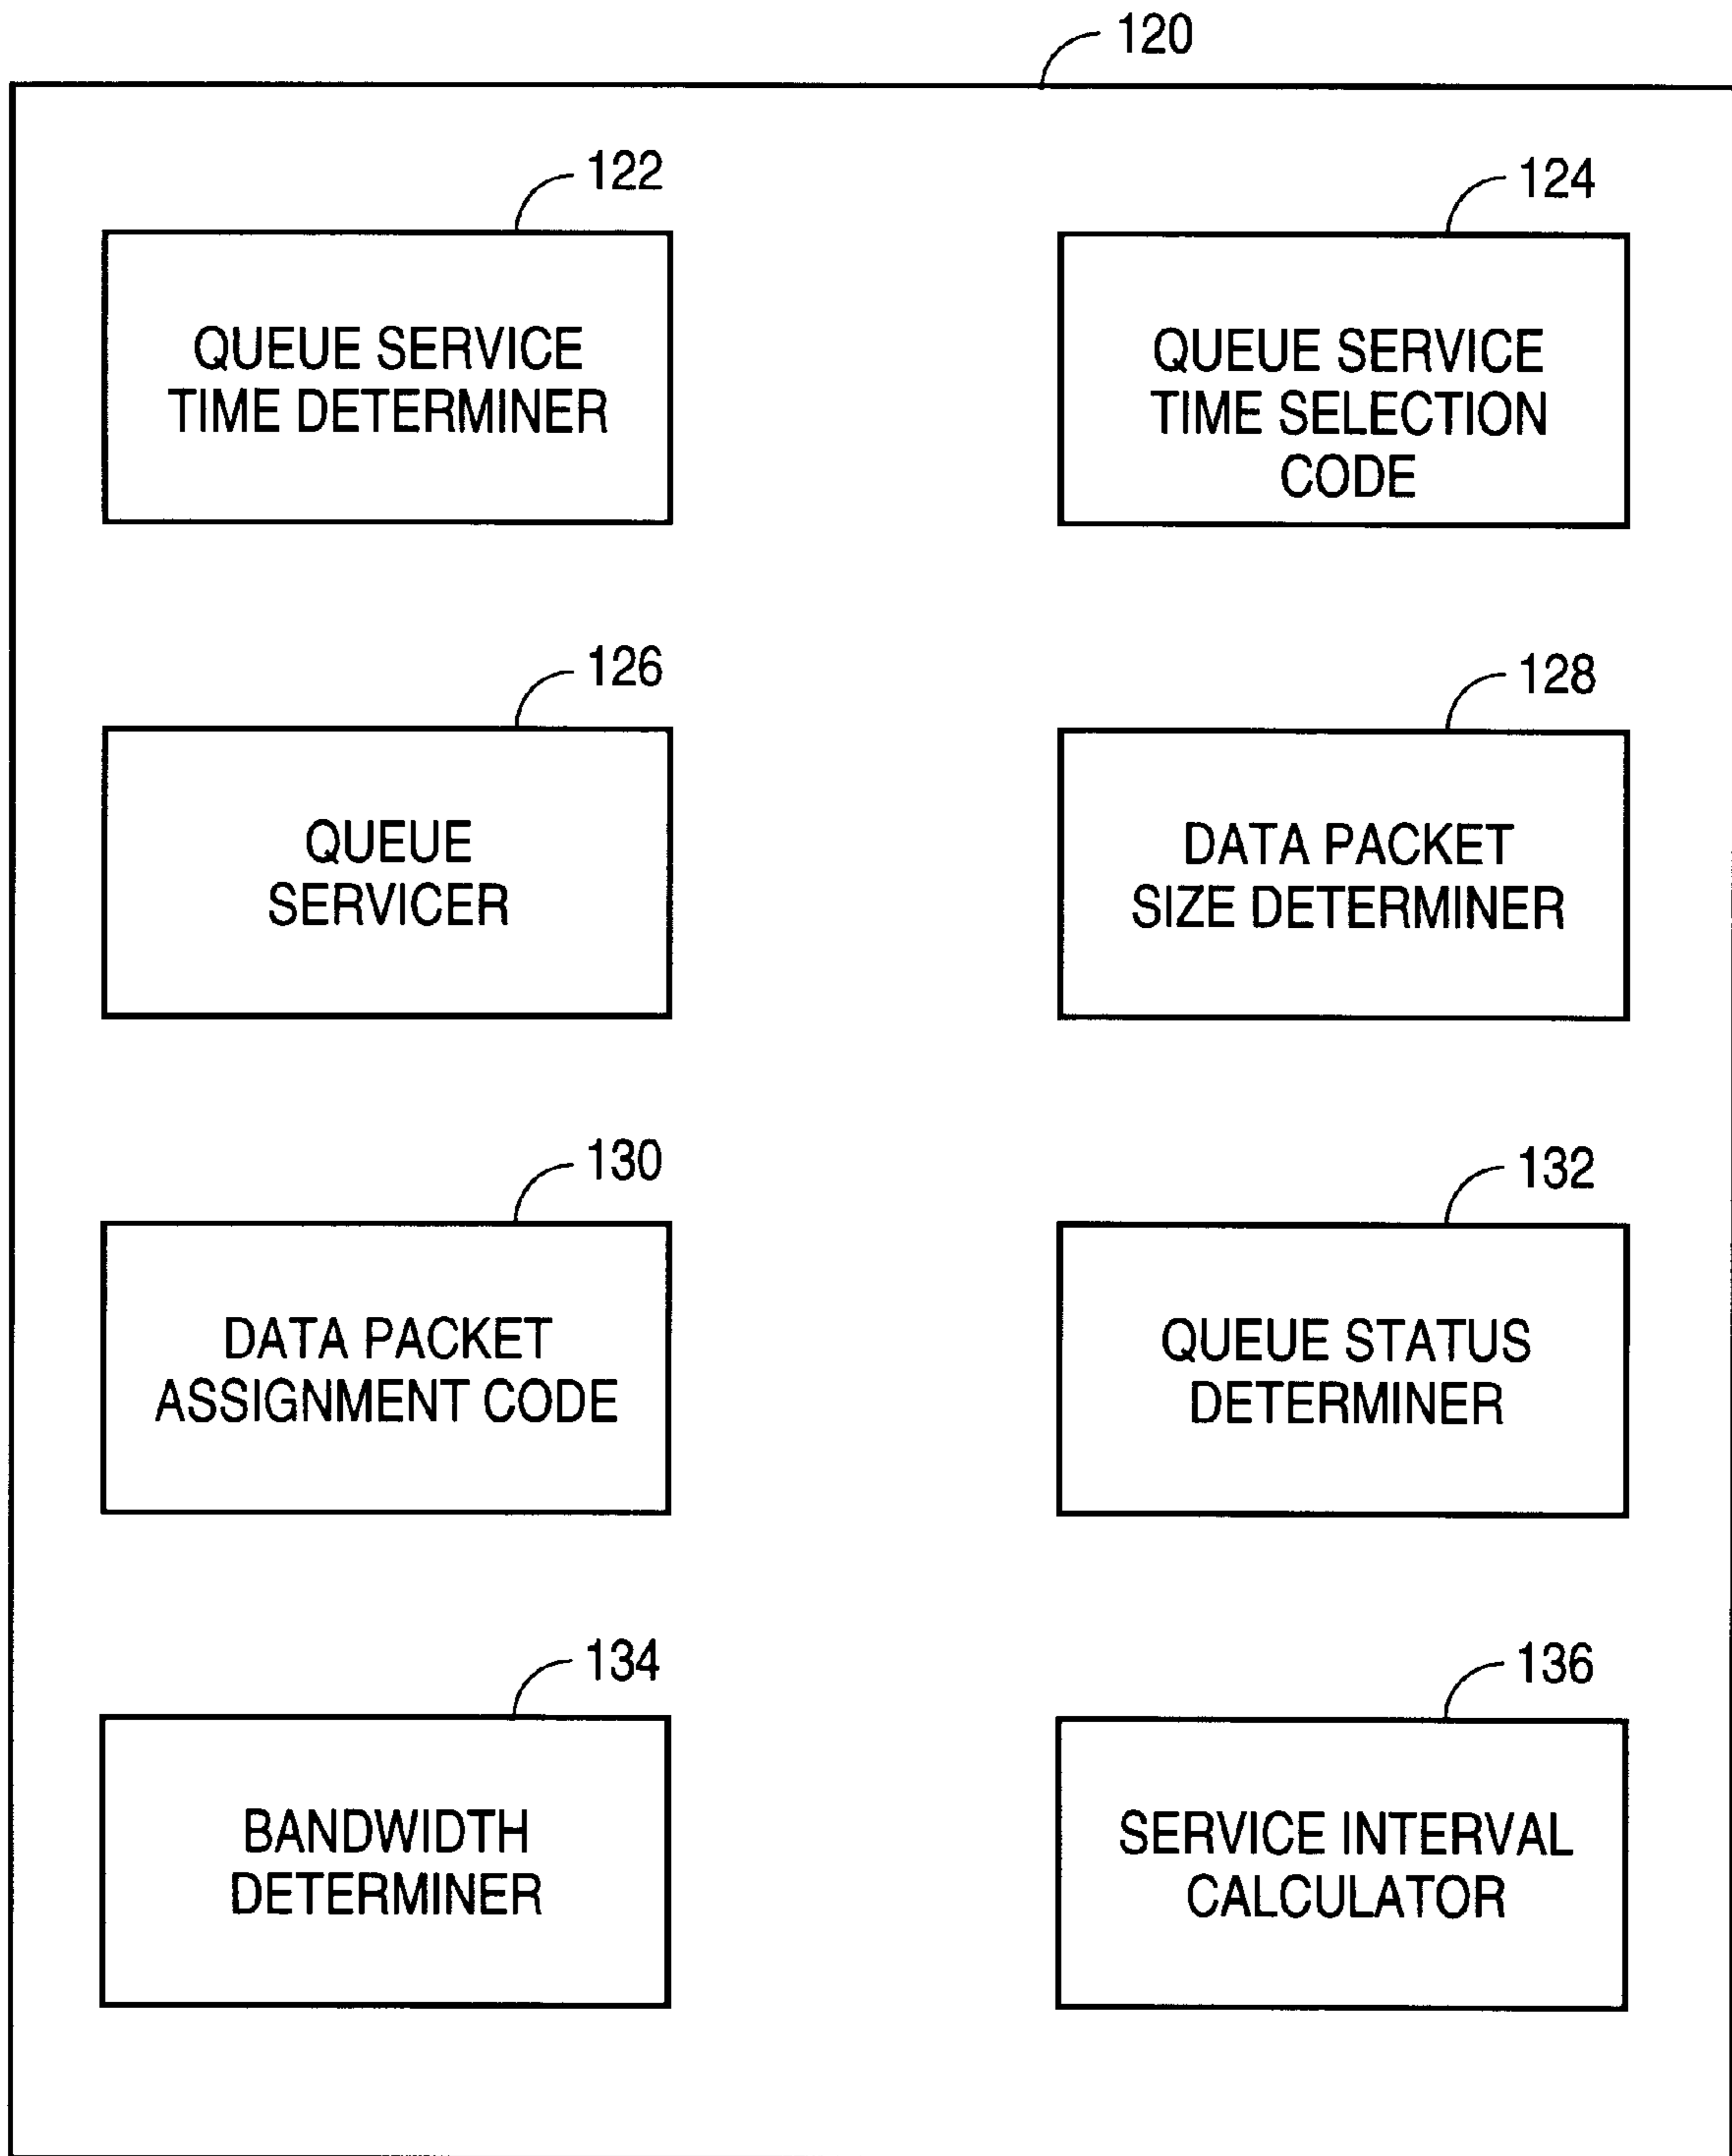 120
122
QUEUE SERVICE
TIME DETERMINER
124
QUEUE SERVICE
TIME SELECTION
CODE
126
QUEUE
SERVICER
128
DATA PACKET
SIZE DETERMINER
130
DATA PACKET
ASSIGNMENT CODE
132
QUEUE STATUS
DETERMINER
134
BANDWIDTH
DETERMINER
136
SERVICE INTERVAL
CALCULATOR